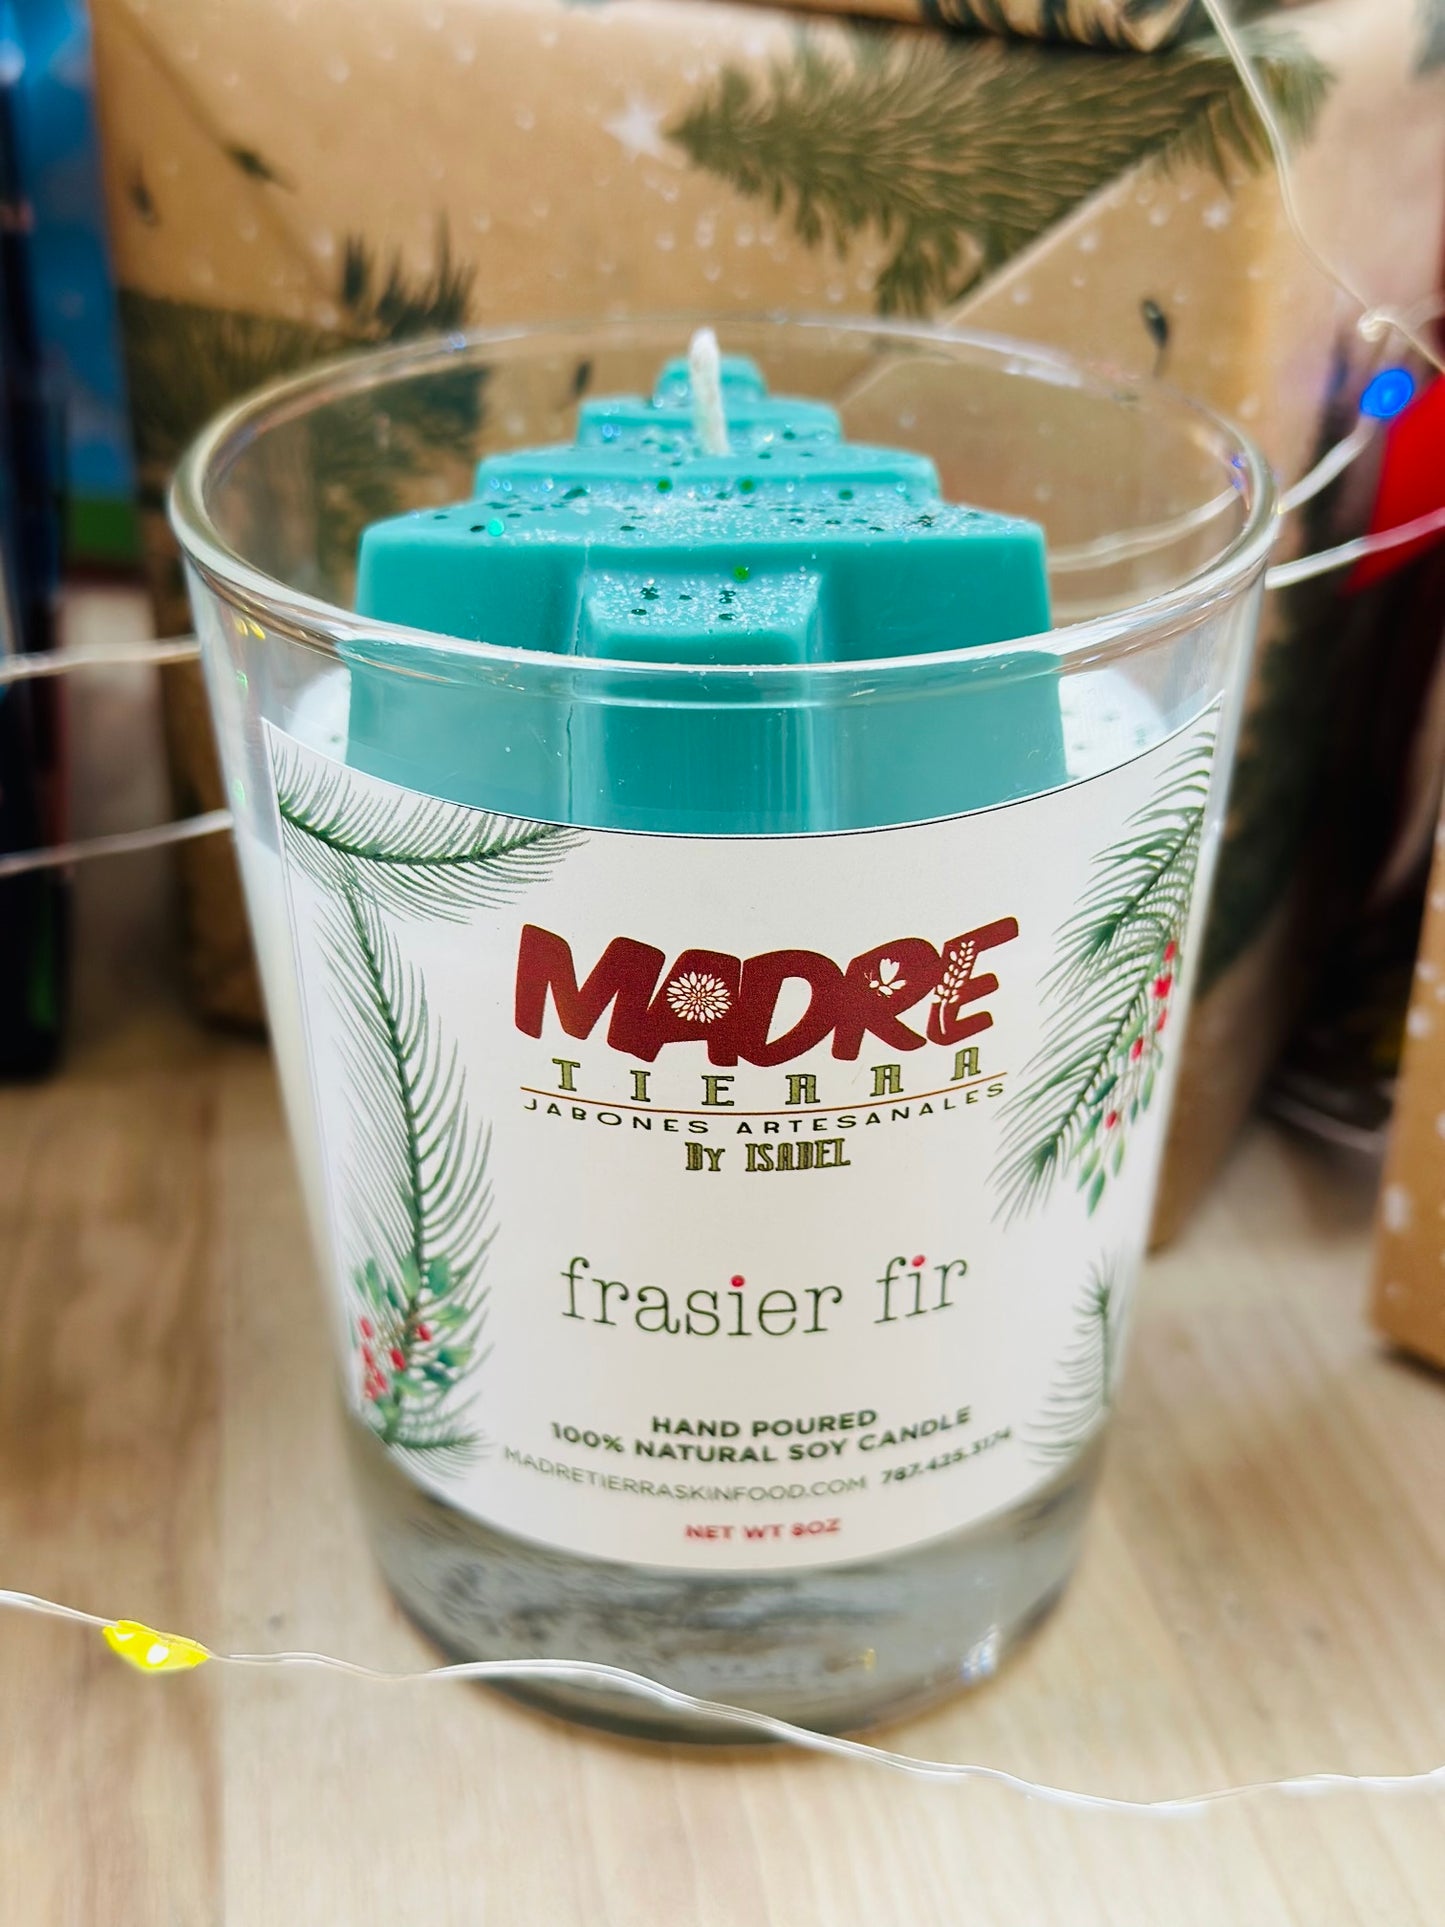 MADRE
TIERRA
JABONES ARTESANALES
By ISABEL
frasier fir
HAND POURED
100% NATURAL SOY CANDLE
MADRETIERRASKINFOOD.COM 787.425.3174
NET WT 8OZ